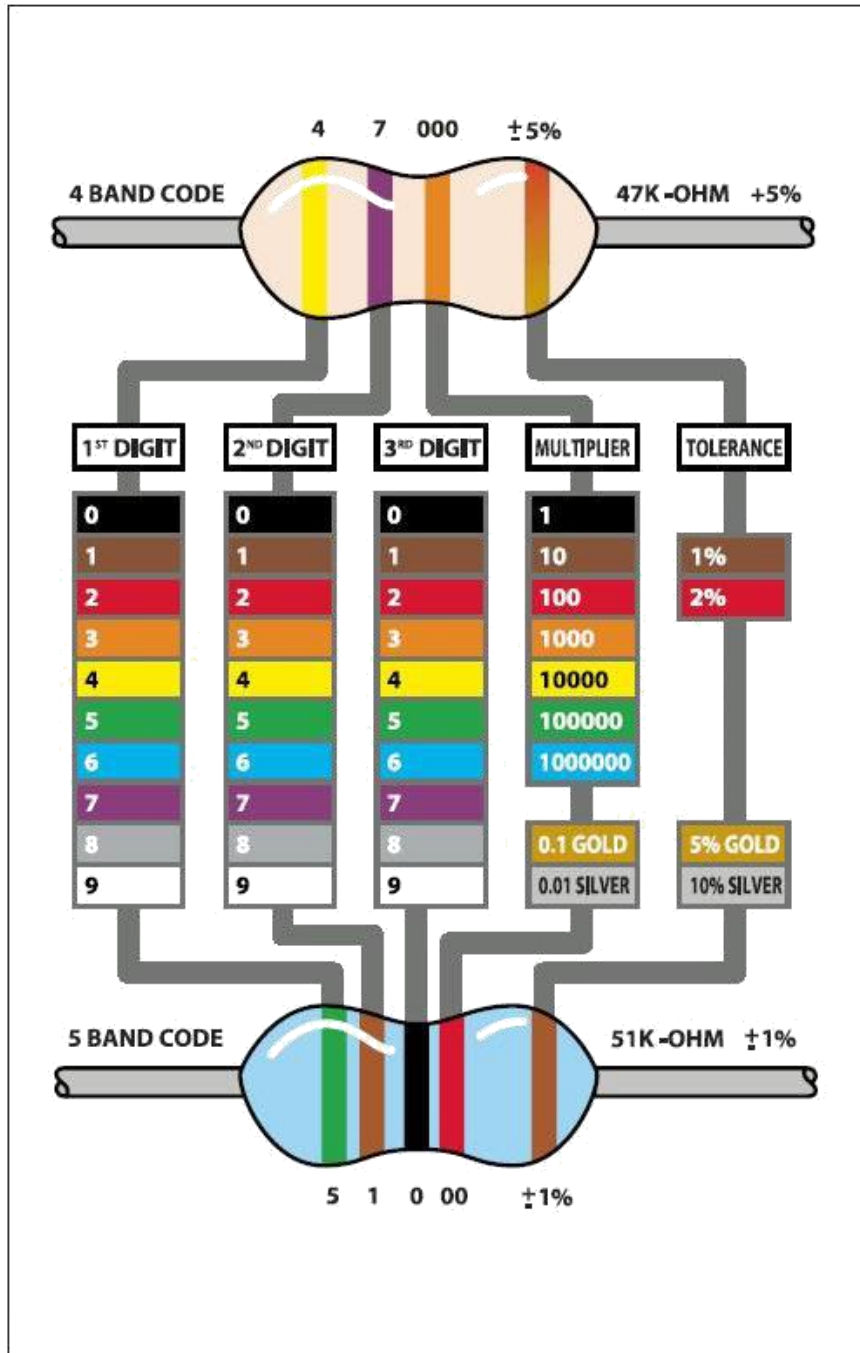 4 7 000 ±5%
4 BAND CODE 47K-OHM +5%
1ST DIGIT 2ND DIGIT 3RD DIGIT MULTIPLIER TOLERANCE
0 0 0 1
1 1 1 10 1%
2 2 2 100 2%
3 3 3 1000
4 4 4 10000
5 5 5 100000
6 6 6 1000000
7 7 7
8 8 8 0.1 GOLD 5% GOLD
9 9 9 0.01 SILVER 10% SILVER
5 BAND CODE 51K-OHM ±1%
5 1 0 00 ±1%